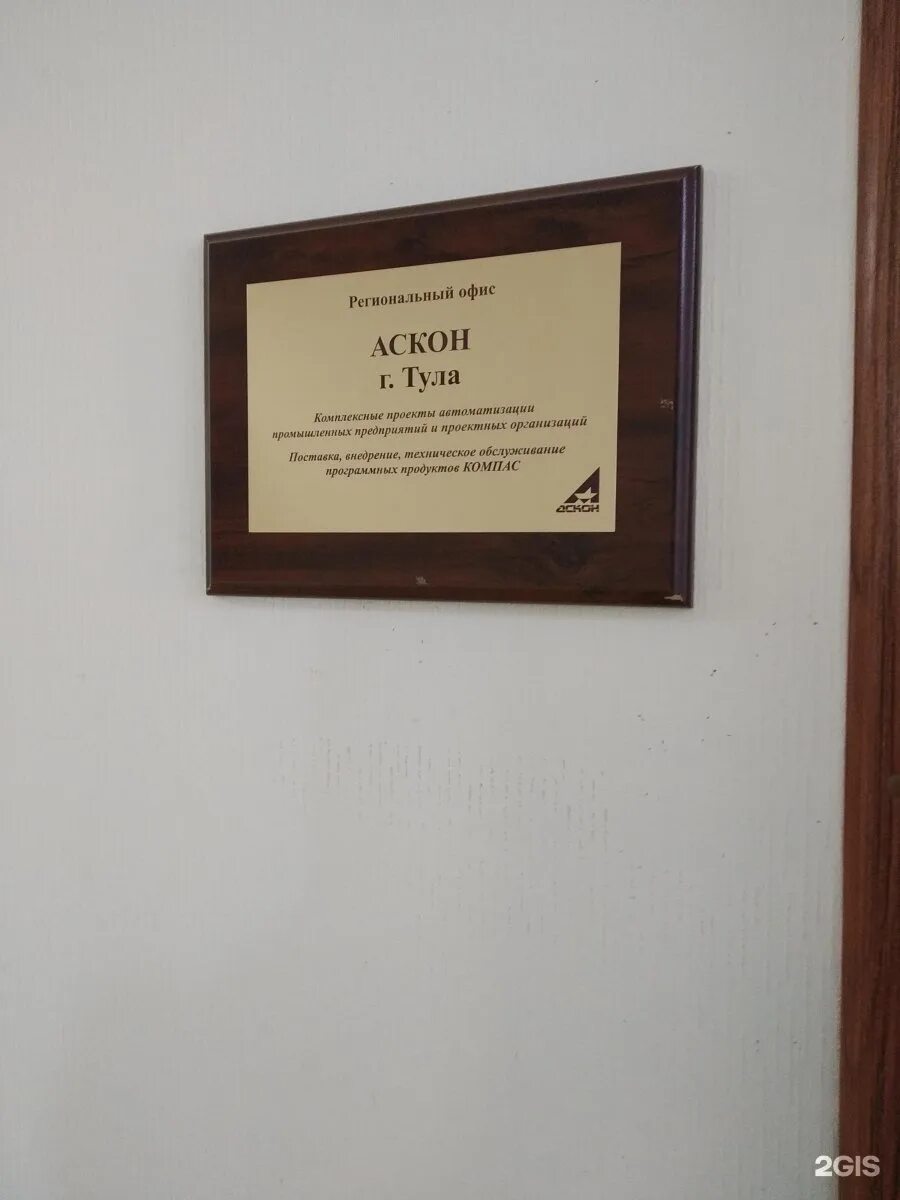 Региональный офис
АСКОН
г. Тула
Комплексные проекты автоматизации
промышленных предприятий и проектных организаций
Поставка, внедрение, техническое обслуживание
программных продуктов КОМПАС
АСКОН
2GIS